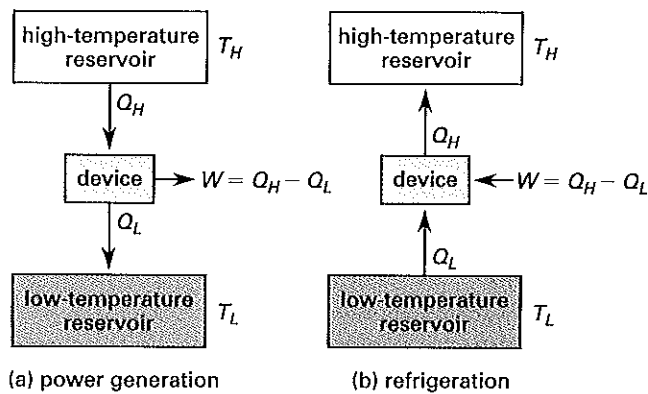 high-temperature
reservoir
T_H
Q_H
device
W = Q_H – Q_L
Q_L
low-temperature
reservoir
T_L
(a) power generation
high-temperature
reservoir
T_H
Q_H
device
W = Q_H – Q_L
Q_L
low-temperature
reservoir
T_L
(b) refrigeration